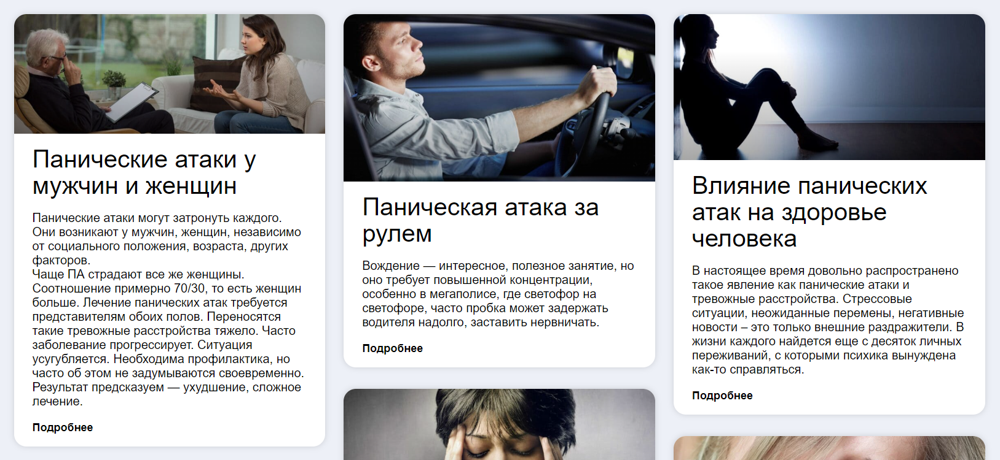 Панические атаки у
мужчин и женщин
Панические атаки могут затронуть каждого.
Они возникают у мужчин, женщин, независимо
от социального положения, возраста, других
факторов.
Чаще ПА страдают все же женщины.
Соотношение примерно 70/30, то есть женщин
больше. Лечение панических атак требуется
представителям обоих полов. Переносятся
такие тревожные расстройства тяжело. Часто
заболевание прогрессирует. Ситуация
усугубляется. Необходима профилактика, но
часто об этом не задумываются своевременно.
Результат предсказуем — ухудшение, сложное
лечение.
Подробнее
Паническая атака за
рулем
Вождение — интересное, полезное занятие, но
оно требует повышенной концентрации,
особенно в мегаполисе, где светофор на
светофоре, часто пробка может задержать
водителя надолго, заставить нервничать.
Подробнее
Влияние панических
атак на здоровье
человека
В настоящее время довольно распространено
такое явление как панические атаки и
тревожные расстройства. Стрессовые
ситуации, неожиданные перемены, негативные
новости – это только внешние раздражители. В
жизни каждого найдется еще с десяток личных
переживаний, с которыми психика вынуждена
как-то справляться.
Подробнее